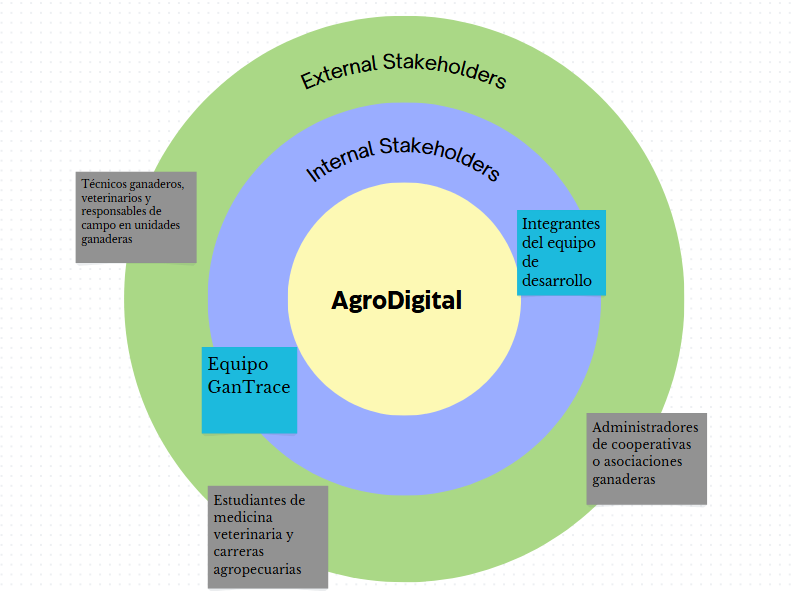 External Stakeholders
Internal Stakeholders
Técnicos ganaderos,
veterinarios y
responsables de
campo en unidades
ganaderas
Integrantes
del equipo
de
desarrollo
AgroDigital
Equipo
GanTrace
Administradores
de cooperativas
o asociaciones
ganaderas
Estudiantes de
medicina
veterinaria y
carreras
agropecuarias